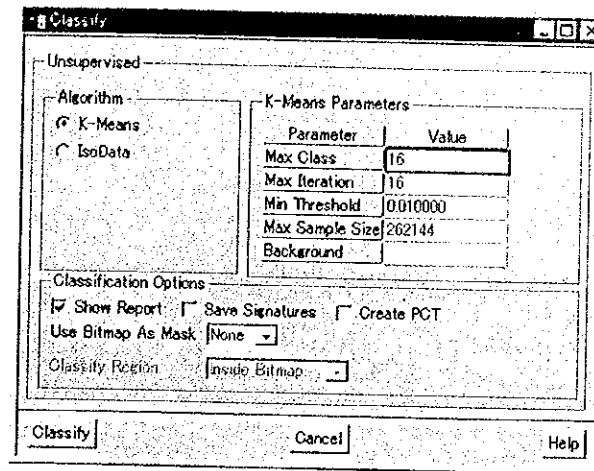 Classify
Unsupervised
Algorithm
K-Means
IsoData
K-Means Parameters
Parameter Value
Max Class 16
Max Iteration 16
Min Threshold 0.010000
Max Sample Size 262144
Background
Classification Options
Show Report Save Signatures Create PCT
Use Bitmap As Mask None
Classify Region Inside Bitmap
Classify Cancel Help